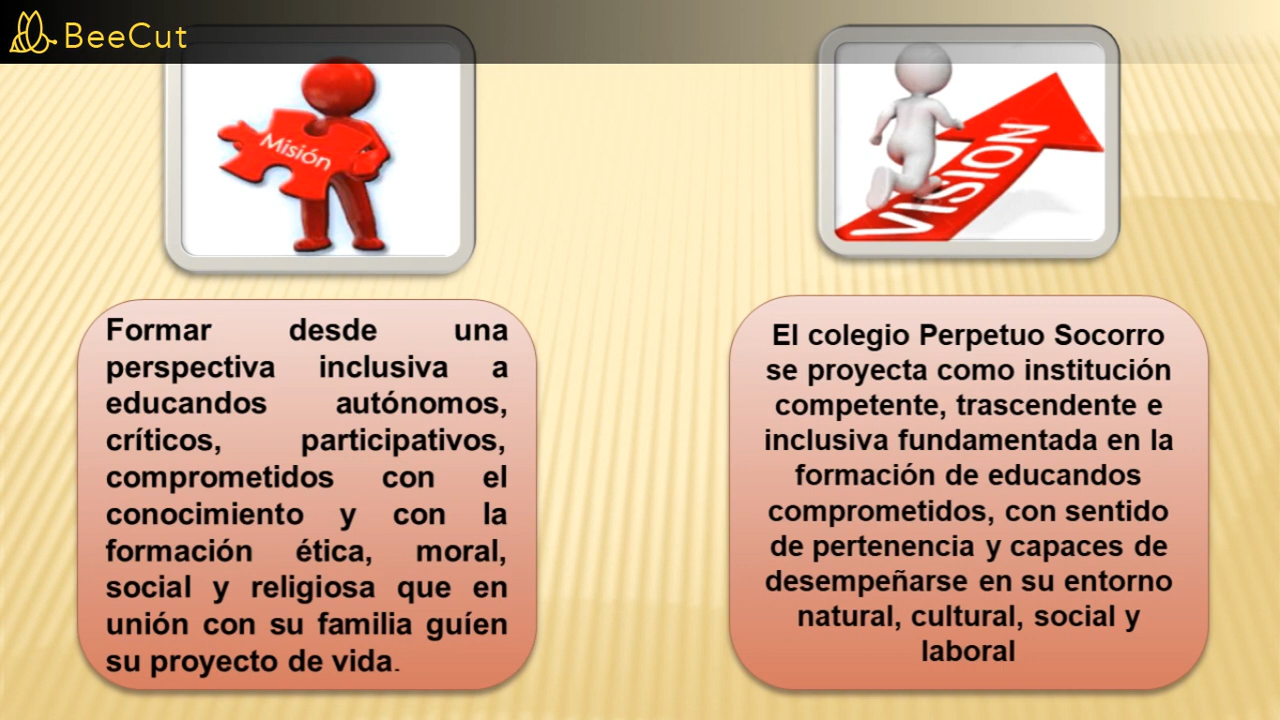 BeeCut
Misión
VISION
Formar desde una
perspectiva inclusiva a
educandos autónomos,
críticos, participativos,
comprometidos con el
conocimiento y con la
formación ética, moral,
social y religiosa que en
unión con su familia guíen
su proyecto de vida.
El colegio Perpetuo Socorro
se proyecta como institución
competente, trascendente e
inclusiva fundamentada en la
formación de educandos
comprometidos, con sentido
de pertenencia y capaces de
desempeñarse en su entorno
natural, cultural, social y
laboral